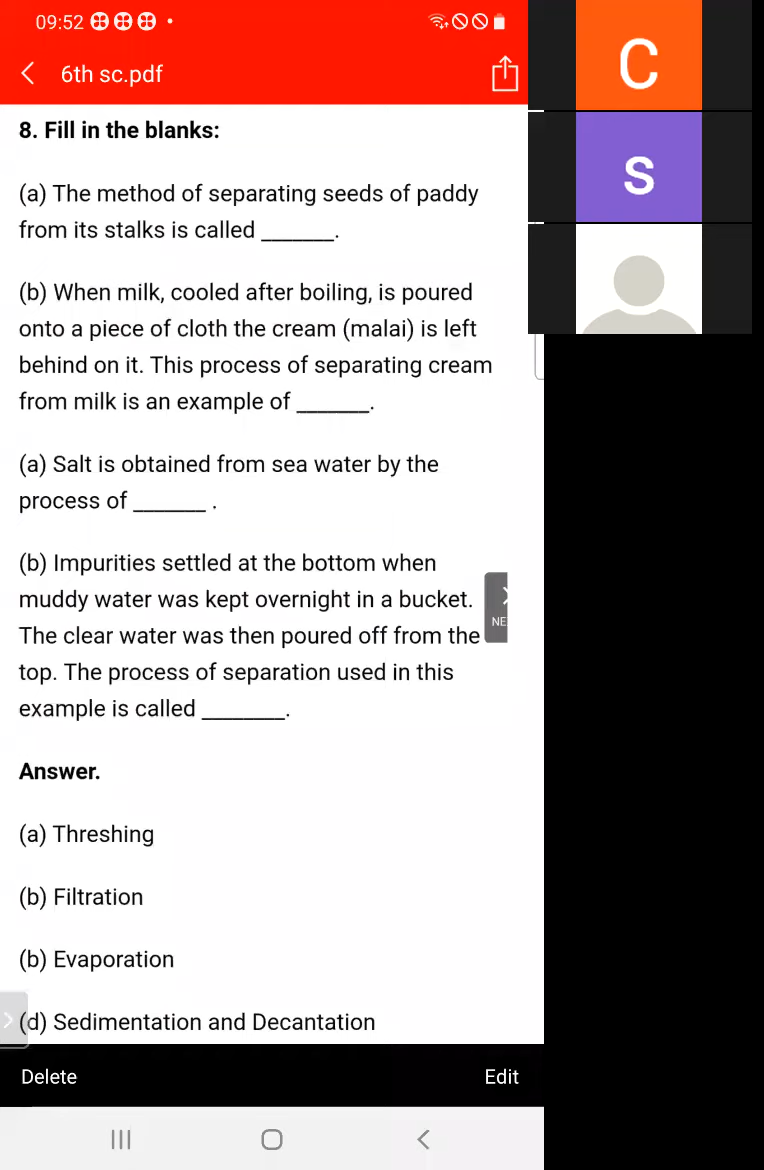 09:52
6th sc.pdf
C
S
8. Fill in the blanks:
(a) The method of separating seeds of paddy
from its stalks is called _______.
(b) When milk, cooled after boiling, is poured
onto a piece of cloth the cream (malai) is left
behind on it. This process of separating cream
from milk is an example of _______.
(a) Salt is obtained from sea water by the
process of _______ .
(b) Impurities settled at the bottom when
muddy water was kept overnight in a bucket.
NE
The clear water was then poured off from the
top. The process of separation used in this
example is called ________.
Answer.
(a) Threshing
(b) Filtration
(b) Evaporation
(d) Sedimentation and Decantation
Delete
Edit